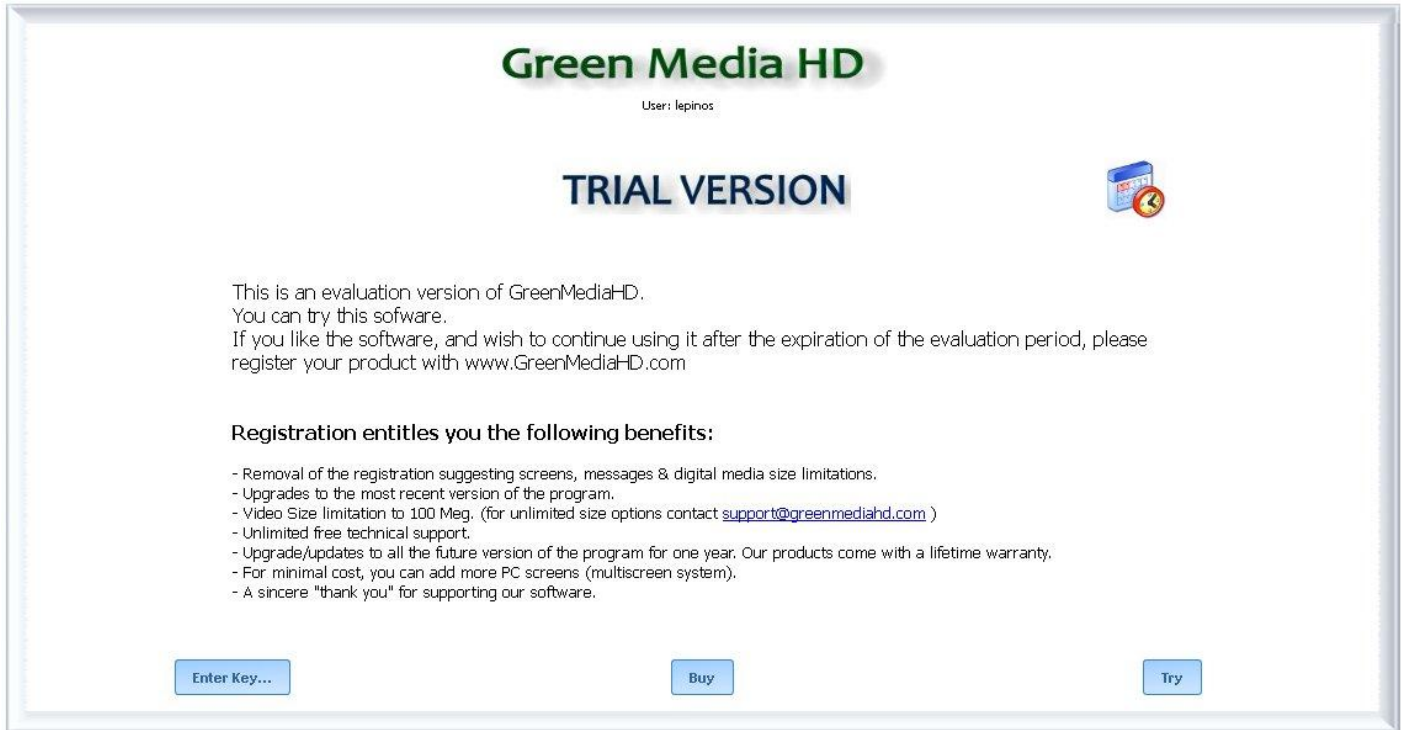 Green Media HD
User: lepinos
TRIAL VERSION
This is an evaluation version of GreenMediaHD.
You can try this sofware.
If you like the software, and wish to continue using it after the expiration of the evaluation period, please
register your product with www.GreenMediaHD.com
Registration entitles you the following benefits:
- Removal of the registration suggesting screens, messages & digital media size limitations.
- Upgrades to the most recent version of the program.
- Video Size limitation to 100 Meg. (for unlimited size options contact support@greenmediahd.com )
- Unlimited free technical support.
- Upgrade/updates to all the future version of the program for one year. Our products come with a lifetime warranty.
- For minimal cost, you can add more PC screens (multiscreen system).
- A sincere "thank you" for supporting our software.
Enter Key... Buy Try